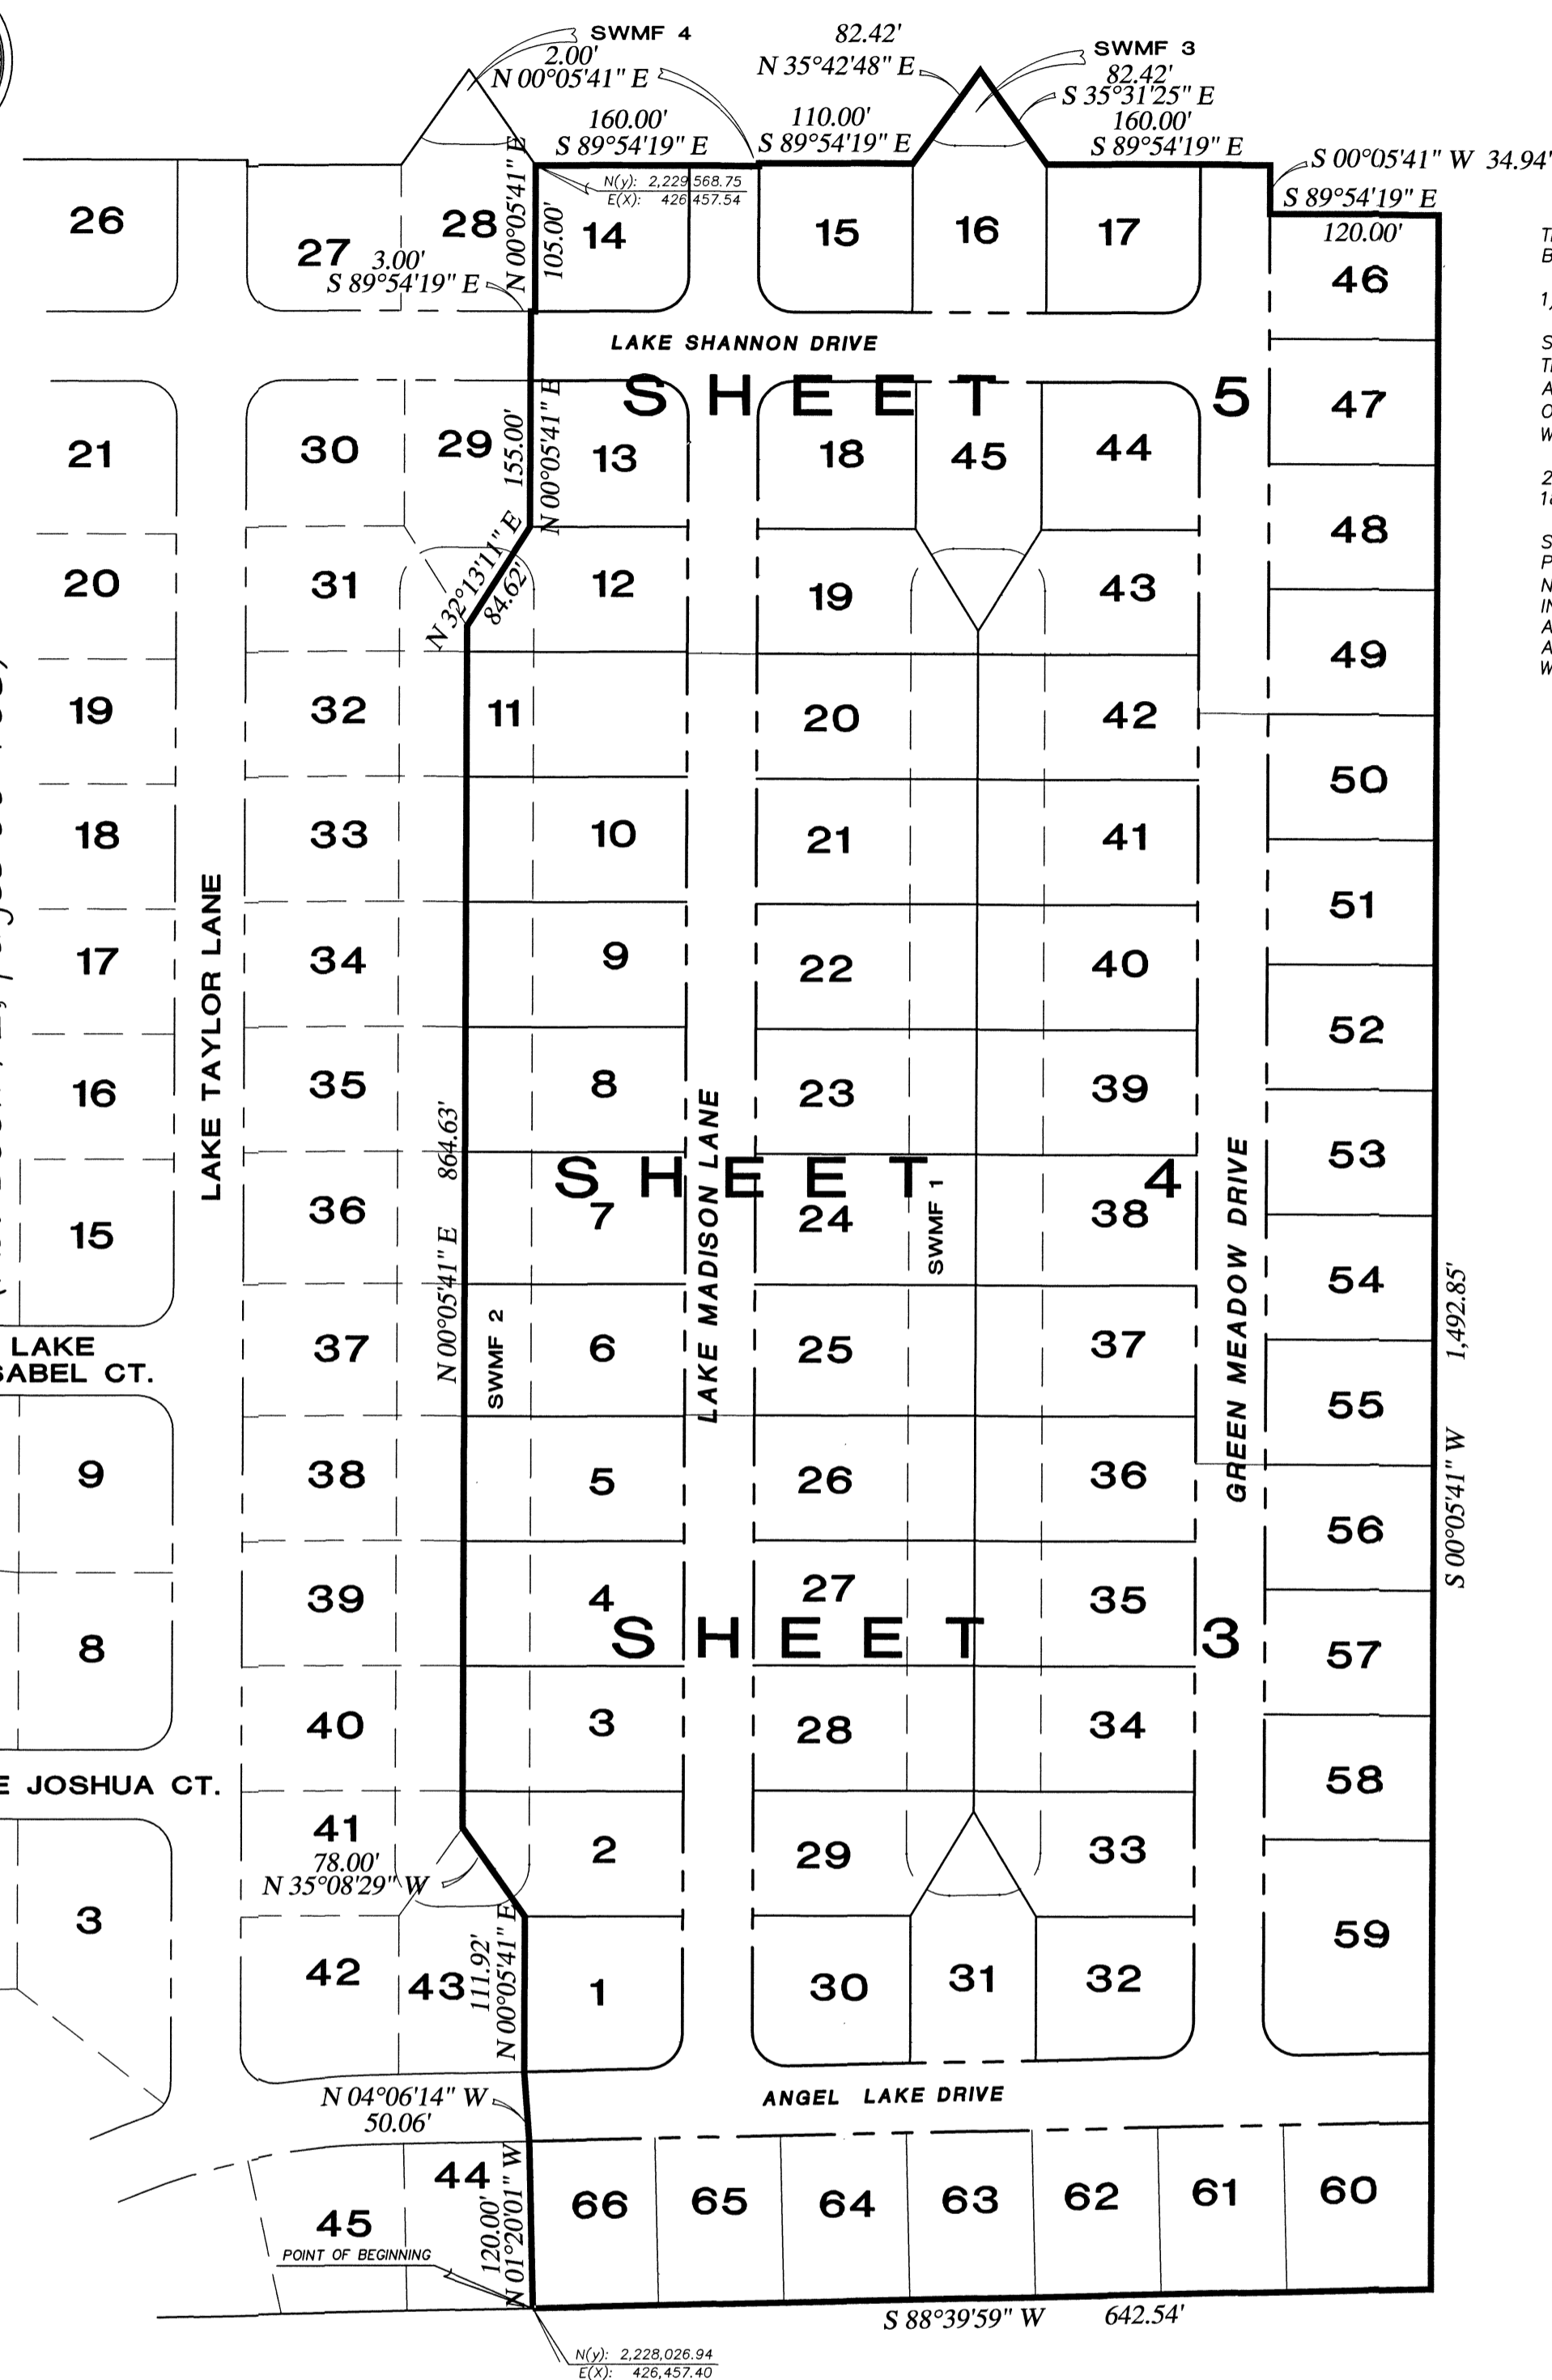 SWMF 4
2.00'
N 00°05'41" E
82.42'
N 35°42'48" E
SWMF 3
82.42'
S 35°31'25" E
160.00'
S 89°54'19" E
110.00'
S 89°54'19" E
160.00'
S 89°54'19" E
S 00°05'41" W 34.94'
S 89°54'19" E
120.00'
N(y): 2,229,568.75
E(X): 426,457.54
N 00°05'41" E
105.00'
26
27
28
14
15
16
17
46
3.00'
S 89°54'19" E
LAKE SHANNON DRIVE
SHEET 5
47
21
30
29
155.00'
N 00°05'41" E
13
18
45
44
48
N 32°13'11" E
84.62'
20
31
12
19
43
49
19
32
11
20
42
50
18
33
10
21
41
51
17
34
9
22
40
52
LAKE TAYLOR LANE
16
35
8
23
39
53
864.63'
N 00°05'41" E
LAKE MADISON LANE
SHEET 4
GREEN MEADOW DRIVE
15
36
7
24
SWMF 1
38
54
1,492.85'
S 00°05'41" W
LAKE
SABEL CT.
37
SWMF 2
6
25
37
55
9
38
5
26
36
56
39
4
27
35
SHEET 3
57
8
40
3
28
34
58
E JOSHUA CT.
41
78.00'
N 35°08'29" W
2
29
33
3
42
43
111.92'
N 00°05'41" E
1
30
31
32
59
N 04°06'14" W
50.06'
ANGEL LAKE DRIVE
45
44
120.00'
N 01°20'01" W
66
65
64
63
62
61
60
POINT OF BEGINNING
S 88°39'59" W 642.54'
N(y): 2,228,026.94
E(X): 426,457.40